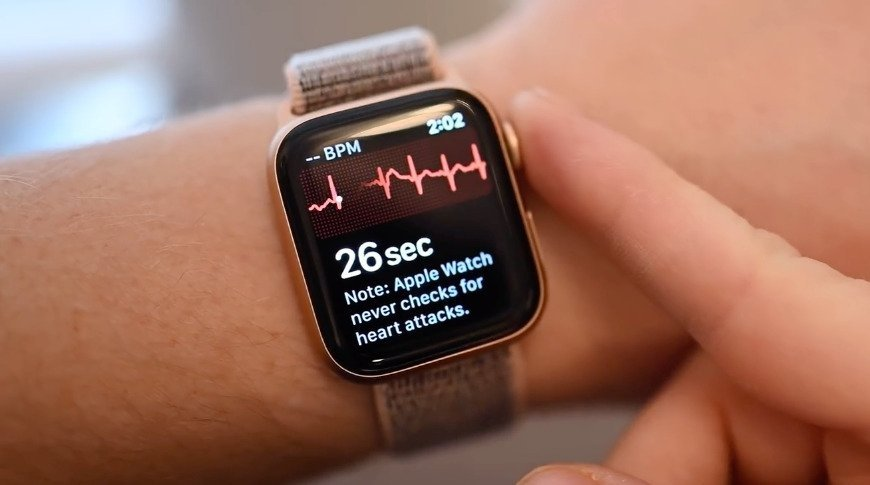 2:02
-- BPM
26sec
Note: Apple Watch
never checks for
heart attacks.